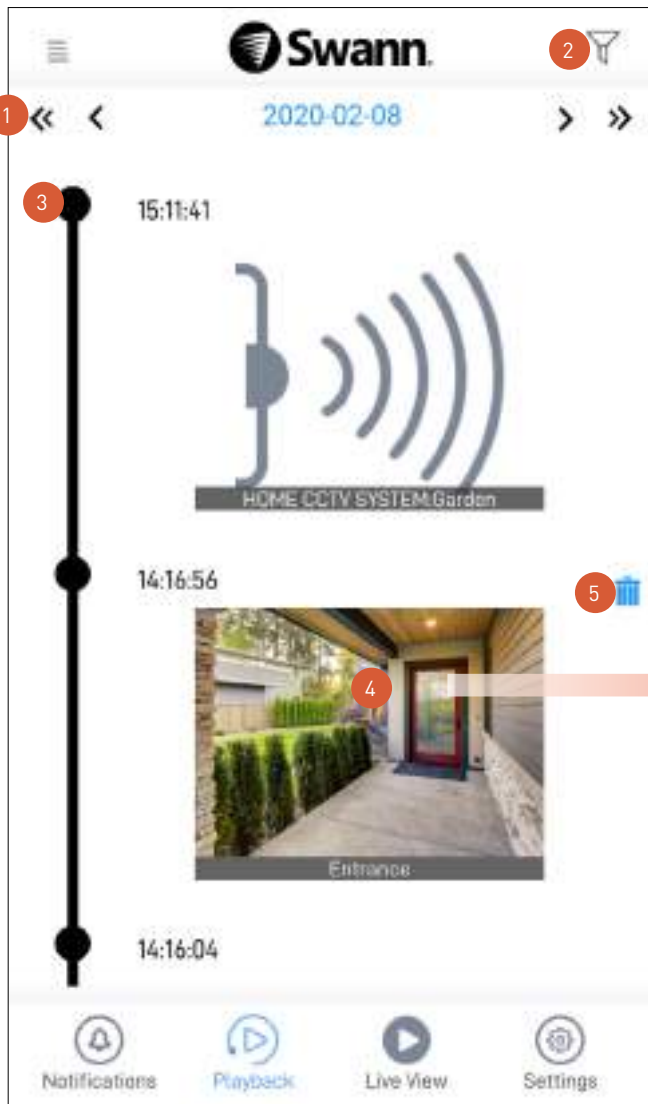 Swann.
2
1
2020-02-08
3
15:11:41
HOME CCTV SYSTEM:Garden
14:16:56
5
4
Entrance
14:16:04
Notifications
Playback
Live View
Settings